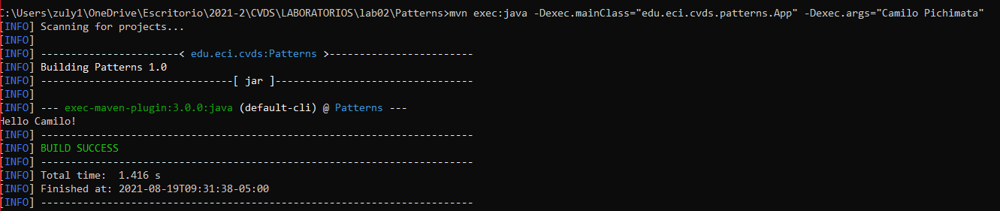 C:\Users\zuly1\OneDrive\Escritorio\2021-2\CVDS\LABORATORIOS\lab02\Patterns>mvn exec:java -Dexec.mainClass="edu.eci.cvds.patterns.App" -Dexec.args="Camilo Pichimata"
[INFO] Scanning for projects...
[INFO]
[INFO] -----------------------< edu.eci.cvds:Patterns >------------------------
[INFO] Building Patterns 1.0
[INFO] --------------------------------[ jar ]---------------------------------
[INFO]
[INFO] --- exec-maven-plugin:3.0.0:java (default-cli) @ Patterns ---
Hello Camilo!
[INFO] ------------------------------------------------------------------------
[INFO] BUILD SUCCESS
[INFO] ------------------------------------------------------------------------
[INFO] Total time:  1.416 s
[INFO] Finished at: 2021-08-19T09:31:38-05:00
[INFO] ------------------------------------------------------------------------